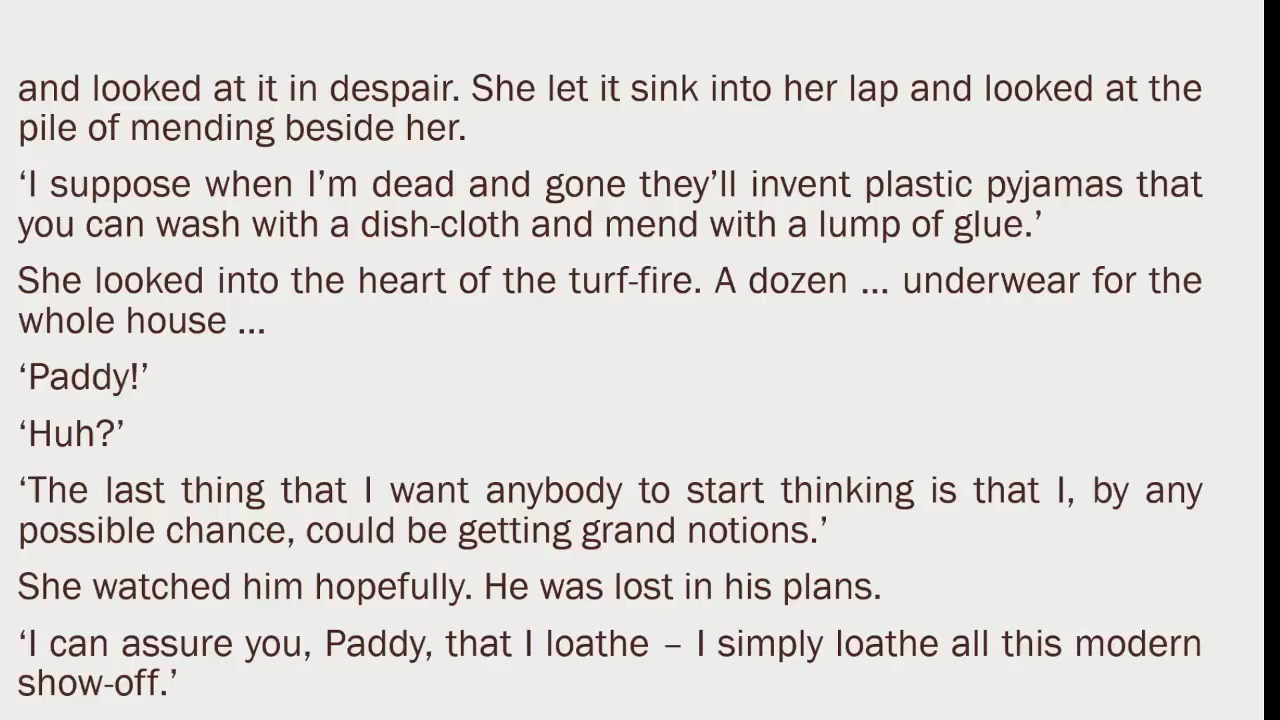 and looked at it in despair. She let it sink into her lap and looked at the
pile of mending beside her.
‘I suppose when I’m dead and gone they’ll invent plastic pyjamas that
you can wash with a dish-cloth and mend with a lump of glue.’
She looked into the heart of the turf-fire. A dozen ... underwear for the
whole house ...
‘Paddy!’
‘Huh?’
‘The last thing that I want anybody to start thinking is that I, by any
possible chance, could be getting grand notions.’
She watched him hopefully. He was lost in his plans.
‘I can assure you, Paddy, that I loathe – I simply loathe all this modern
show-off.’